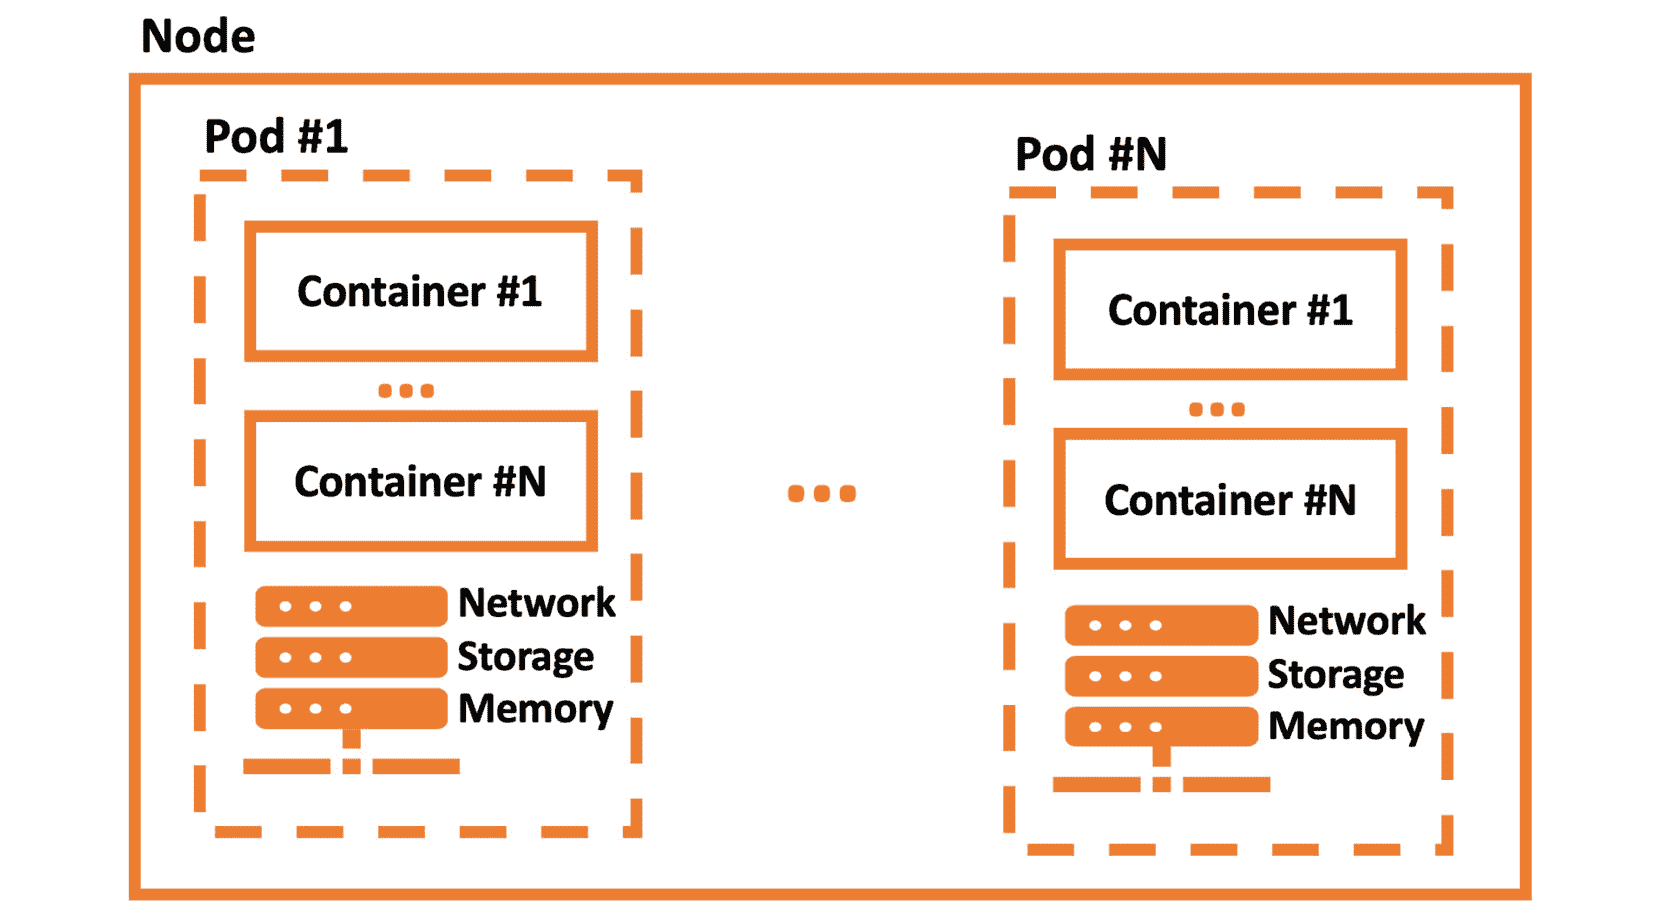 Node
Pod #1
Container #1
...
Container #N
Network
Storage
Memory
...
Pod #N
Container #1
...
Container #N
Network
Storage
Memory